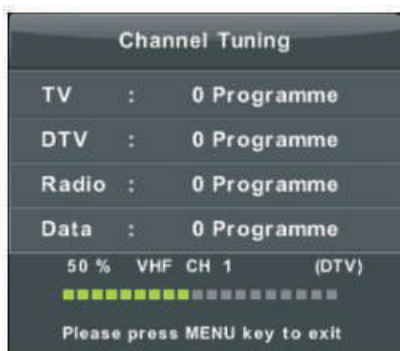 Channel Tuning
TV : 0 Programme
DTV : 0 Programme
Radio : 0 Programme
Data : 0 Programme
50 % VHF CH 1 (DTV)
Please press MENU key to exit